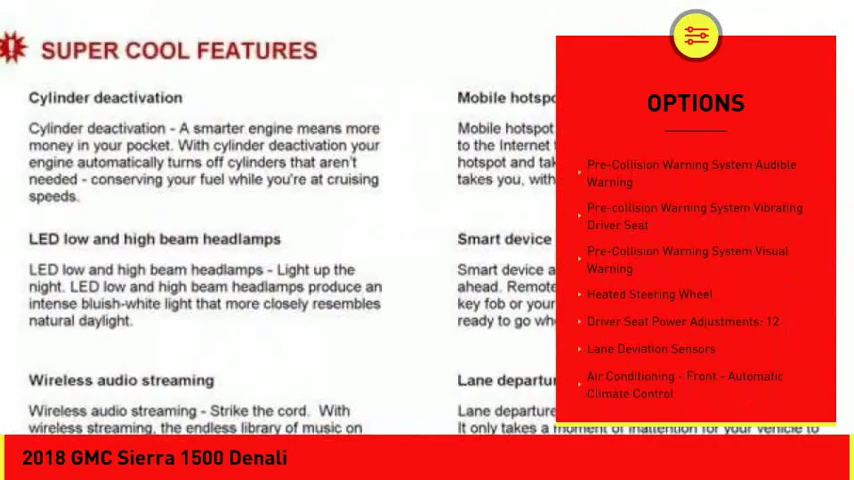 SUPER COOL FEATURES
Cylinder deactivation
Cylinder deactivation - A smarter engine means more
money in your pocket. With cylinder deactivation your
engine automatically turns off cylinders that aren't
needed - conserving your fuel while you're at cruising
speeds.
LED low and high beam headlamps
LED low and high beam headlamps - Light up the
night. LED low and high beam headlamps produce an
intense bluish-white light that more closely resembles
natural daylight.
Wireless audio streaming
Wireless audio streaming - Strike the cord. With
wireless streaming, the endless library of music on
Mobile
Mobile hotspot
to the Internet
hotspot and
takes you,
Smart device
Smart device
ahead.
key fob or your
ready to go
Lane
Lane departure
It only takes a moment of inattention for your vehicle to
OPTIONS
Pre-Collision Warning System Audible
Warning
Pre-collision Warning System Vibrating
Driver Seat
Pre-Collision Warning System Visual
Warning
Heated Steering Wheel
Driver Seat Power Adjustments: 12
Lane Deviation Sensors
Air Conditioning - Front - Automatic
Climate Control
2018 GMC Sierra 1500 Denali